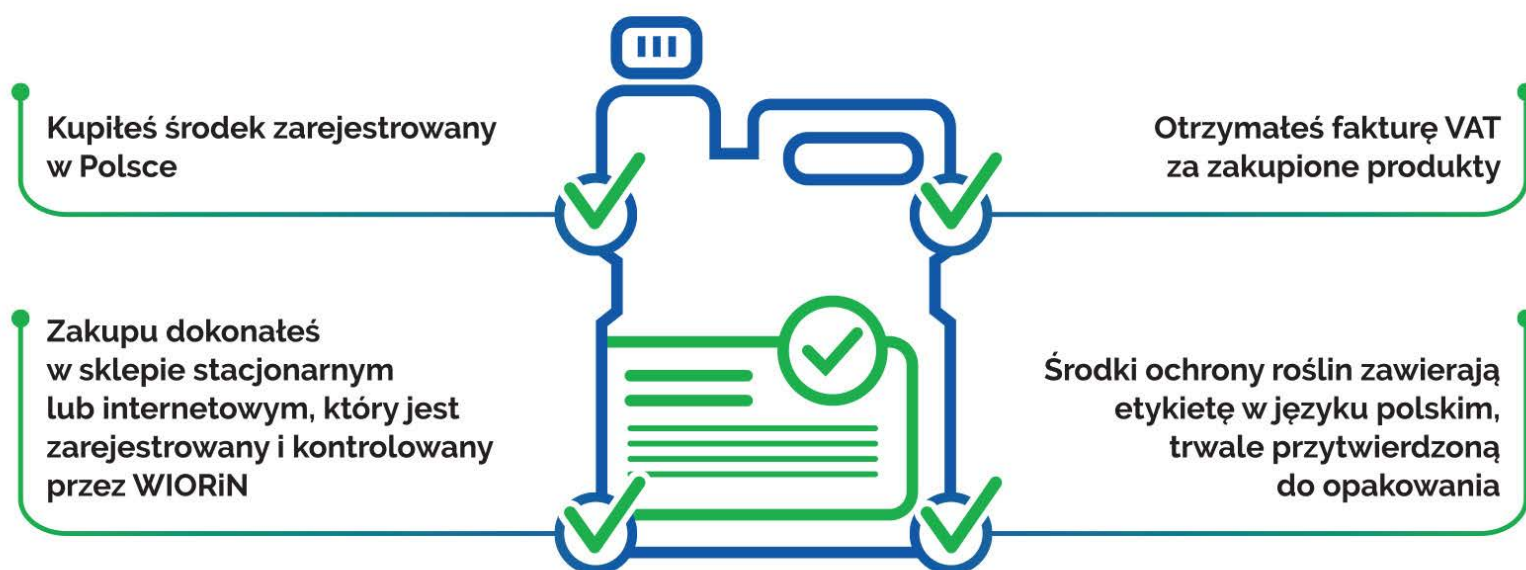 Kupiłeś środek zarejestrowany
w Polsce
Otrzymałeś fakturę VAT
za zakupione produkty
Zakupu dokonałeś
w sklepie stacjonarnym
lub internetowym, który jest
zarejestrowany i kontrolowany
przez WIORiN
Środki ochrony roślin zawierają
etykietę w języku polskim,
trwale przytwierdzoną
do opakowania